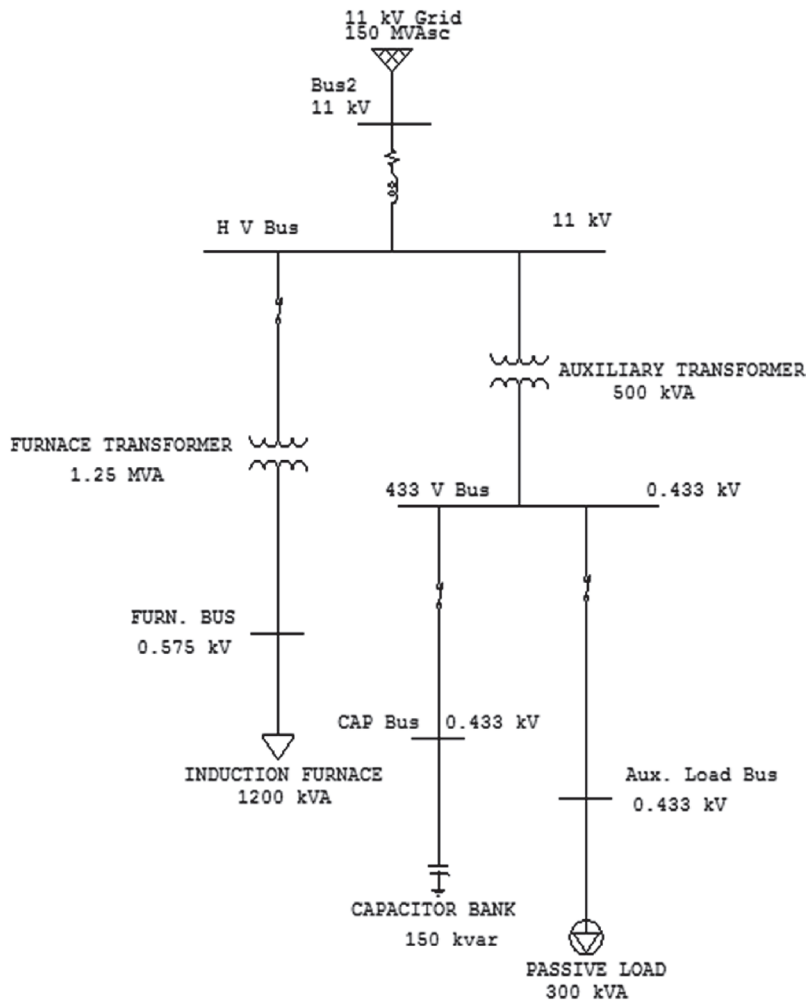 11 kV Grid
150 MVAsc
Bus2
11 kV
H V Bus
11 kV
AUXILIARY TRANSFORMER
500 kVA
FURNACE TRANSFORMER
1.25 MVA
433 V Bus
0.433 kV
FURN. BUS
0.575 kV
CAP Bus
0.433 kV
INDUCTION FURNACE
1200 kVA
Aux. Load Bus
0.433 kV
CAPACITOR BANK
150 kvar
PASSIVE LOAD
300 kVA